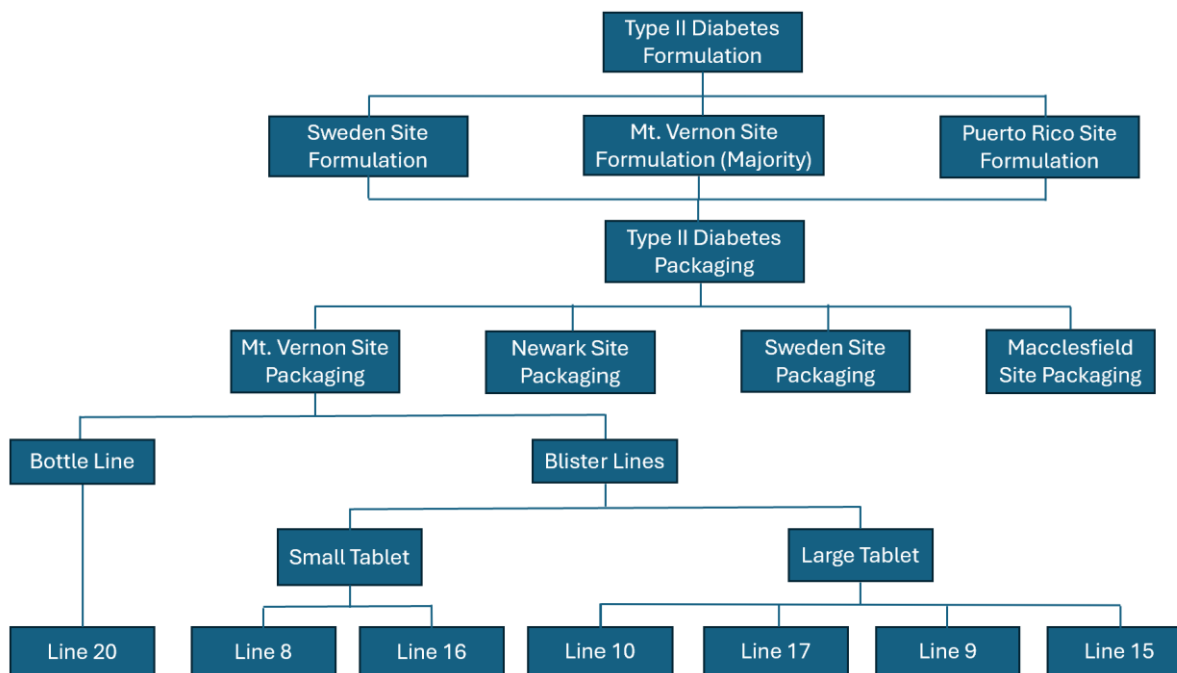 Type II Diabetes
Formulation
Sweden Site
Formulation
Mt. Vernon Site
Formulation (Majority)
Puerto Rico Site
Formulation
Type II Diabetes
Packaging
Mt. Vernon Site
Packaging
Newark Site
Packaging
Sweden Site
Packaging
Macclesfield
Site Packaging
Bottle Line
Blister Lines
Small Tablet
Large Tablet
Line 20
Line 8
Line 16
Line 10
Line 17
Line 9
Line 15